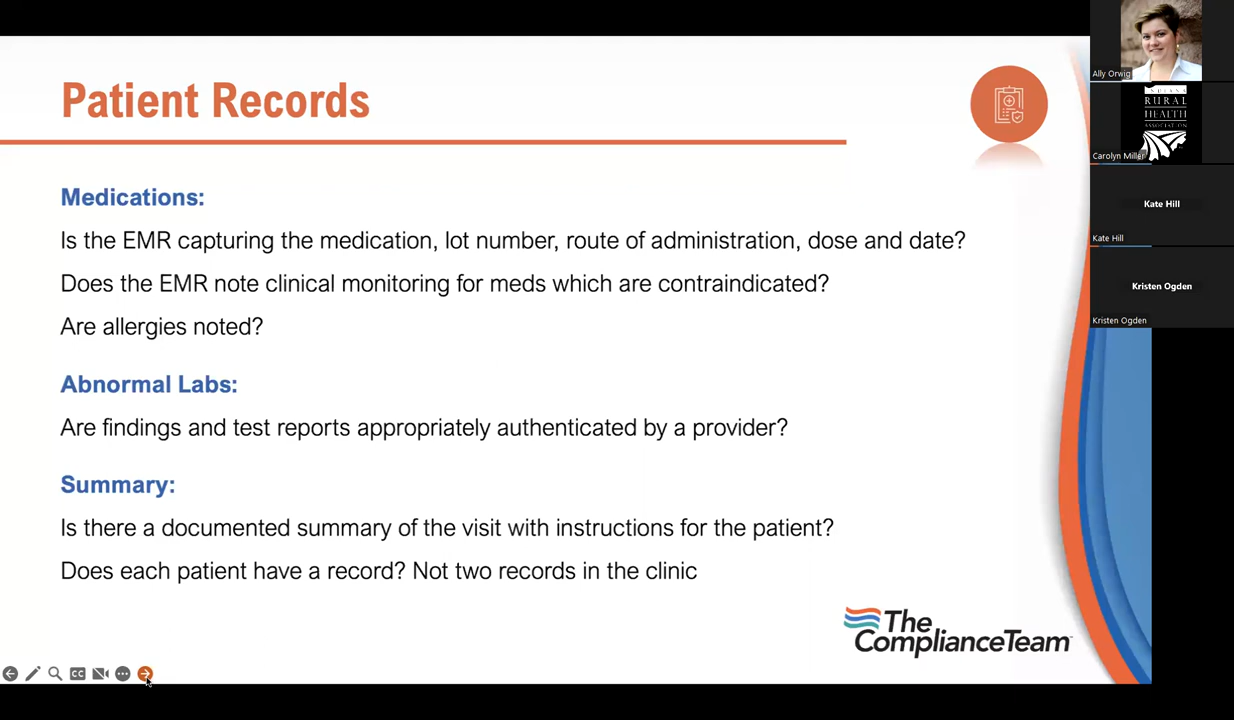 Patient Records
Medications:
Is the EMR capturing the medication, lot number, route of administration, dose and date?
Does the EMR note clinical monitoring for meds which are contraindicated?
Are allergies noted?
Abnormal Labs:
Are findings and test reports appropriately authenticated by a provider?
Summary:
Is there a documented summary of the visit with instructions for the patient?
Does each patient have a record? Not two records in the clinic
The
ComplianceTeam
CC
Ally Orwig
INDIANA
RURAL
HEALTH
ASSOCIATION
Carolyn Miller
Kate Hill
Kate Hill
Kristen Ogden
Kristen Ogden